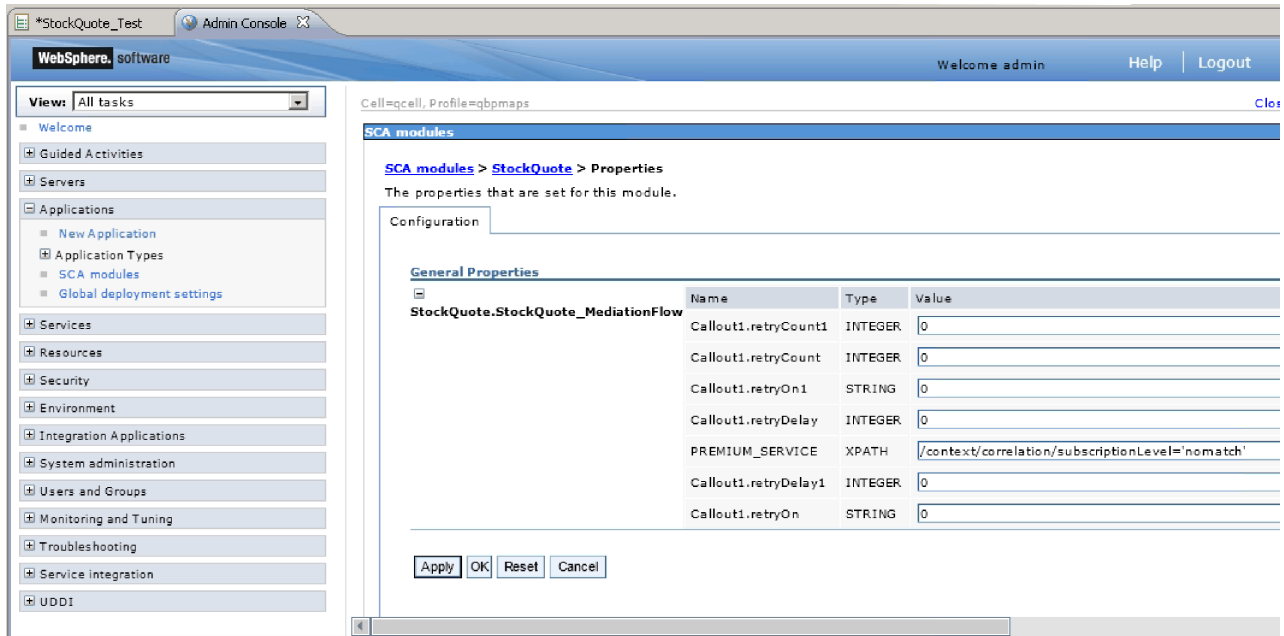 *StockQuote_Test Admin Console
WebSphere. software
Welcome admin Help Logout
View: All tasks
Cell=qcell, Profile=qbpmaps
Welcome
Guided Activities
Servers
Applications
New Application
Application Types
SCA modules
Global deployment settings
Services
Resources
Security
Environment
Integration Applications
System administration
Users and Groups
Monitoring and Tuning
Troubleshooting
Service integration
UDDI
SCA modules
SCA modules > StockQuote > Properties
The properties that are set for this module.
Configuration
General Properties
StockQuote.StockQuote_MediationFlow
Name Type Value
Callout1.retryCount1 INTEGER 0
Callout1.retryCount INTEGER 0
Callout1.retryOn1 STRING 0
Callout1.retryDelay INTEGER 0
PREMIUM_SERVICE XPATH /context/correlation/subscriptionLevel='nomatch'
Callout1.retryDelay1 INTEGER 0
Callout1.retryOn STRING 0
Apply OK Reset Cancel